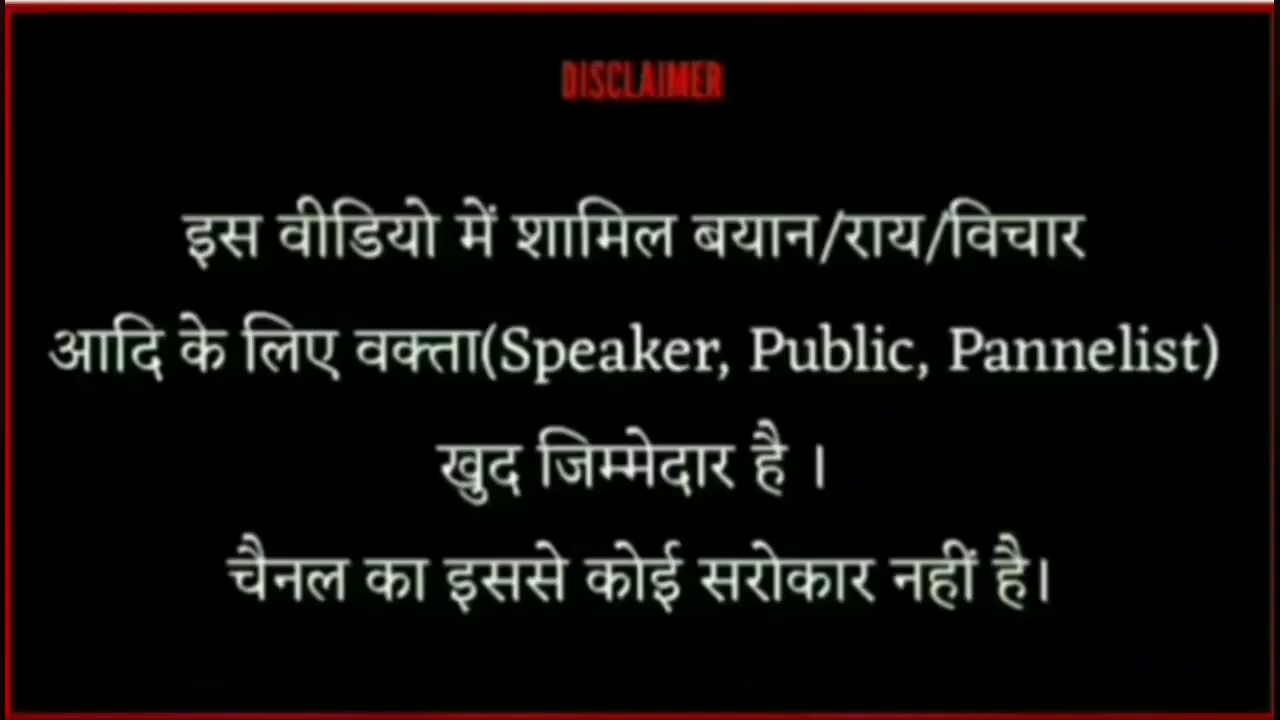 DISCLAIMER
इस वीडियो में शामिल बयान/राय/विचार
आदि के लिए वक्ता(Speaker, Public, Pannelist)
खुद जिम्मेदार है ।
चैनल का इससे कोई सरोकार नहीं है।